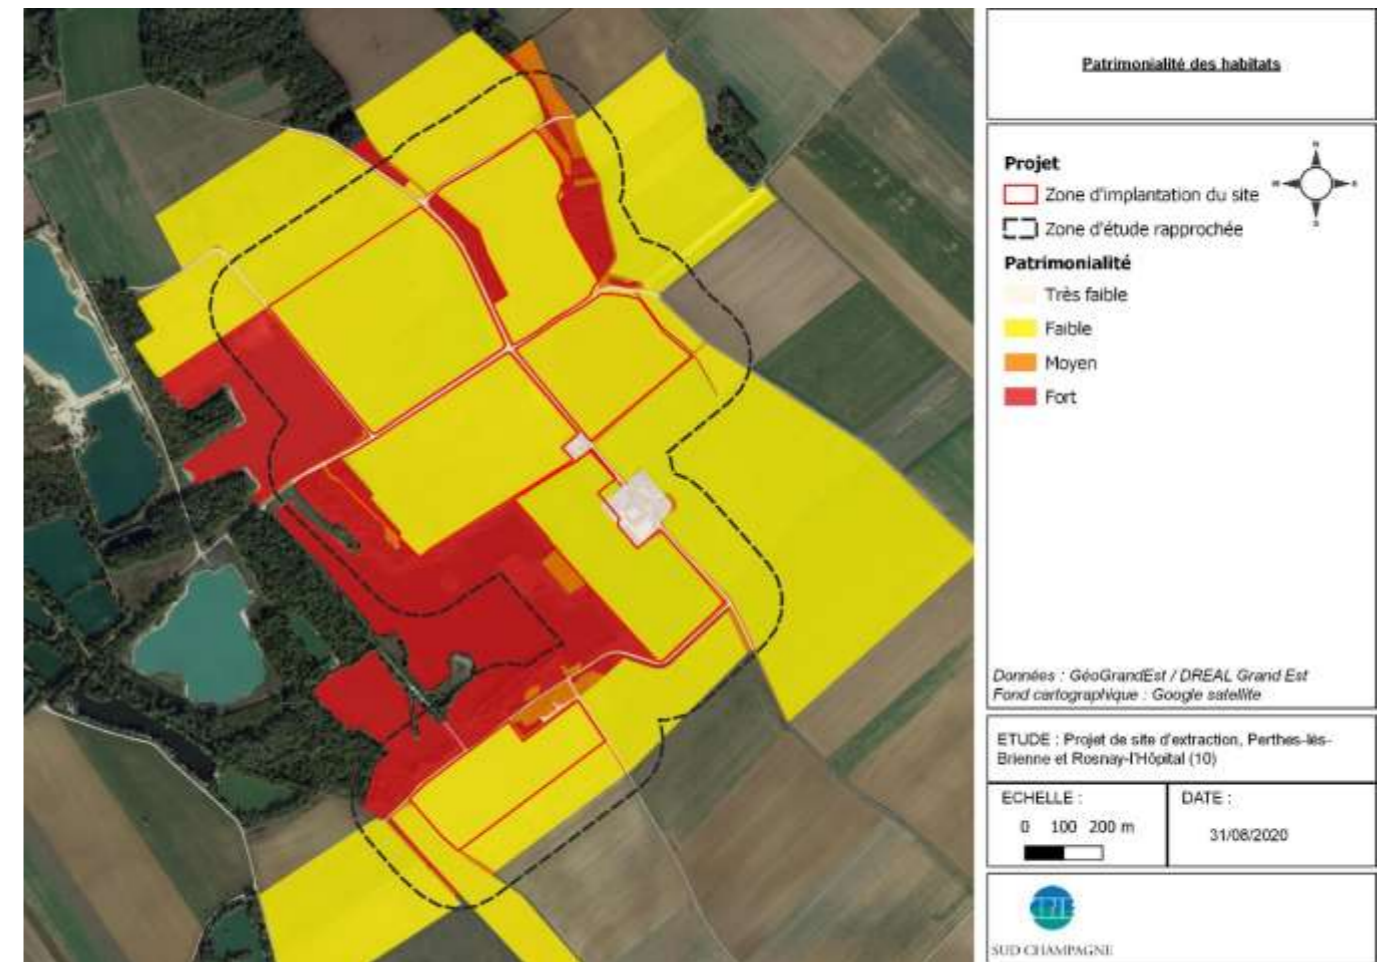 Patrimonialité des habitats
Projet
Zone d'implantation du site
Zone d'étude rapprochée
Patrimonialité
Très faible
Faible
Moyen
Fort
Données : GéoGrandEst / DREAL Grand Est
Fond cartographique : Google satellite
ETUDE : Projet de site d'extraction, Perthes-lès-
Brienne et Rosnay-l'Hôpital (10)
ECHELLE :
0 100 200 m
DATE :
31/08/2020
CPIE
SUD CHAMPAGNE